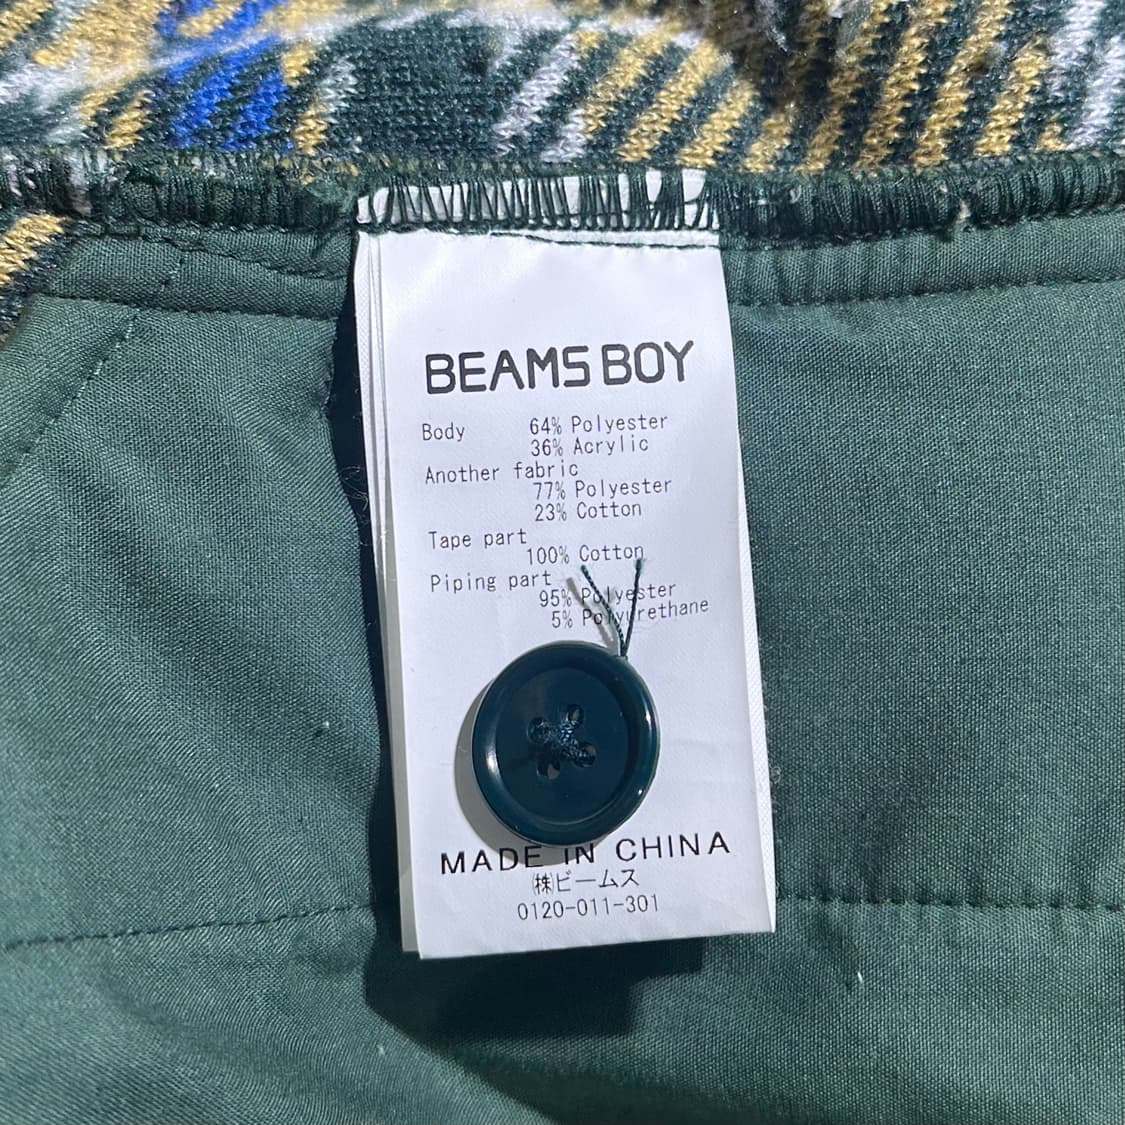 BEAMS BOY
Body 64% Polyester
36% Acrylic
Another fabric
77% Polyester
23% Cotton
Tape part
100% Cotton
Piping part
95% Polyester
5% Polyurethane
MADE IN CHINA
㈱ビームス
0120-011-301